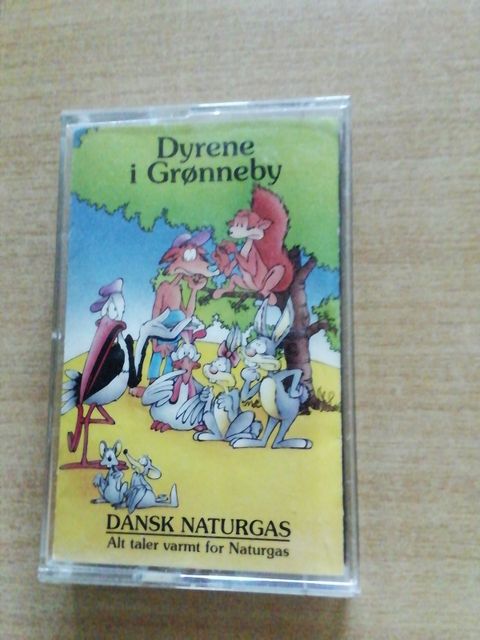 Dyrene
i Grønneby
DANSK NATURGAS
Alt taler varmt for Naturgas